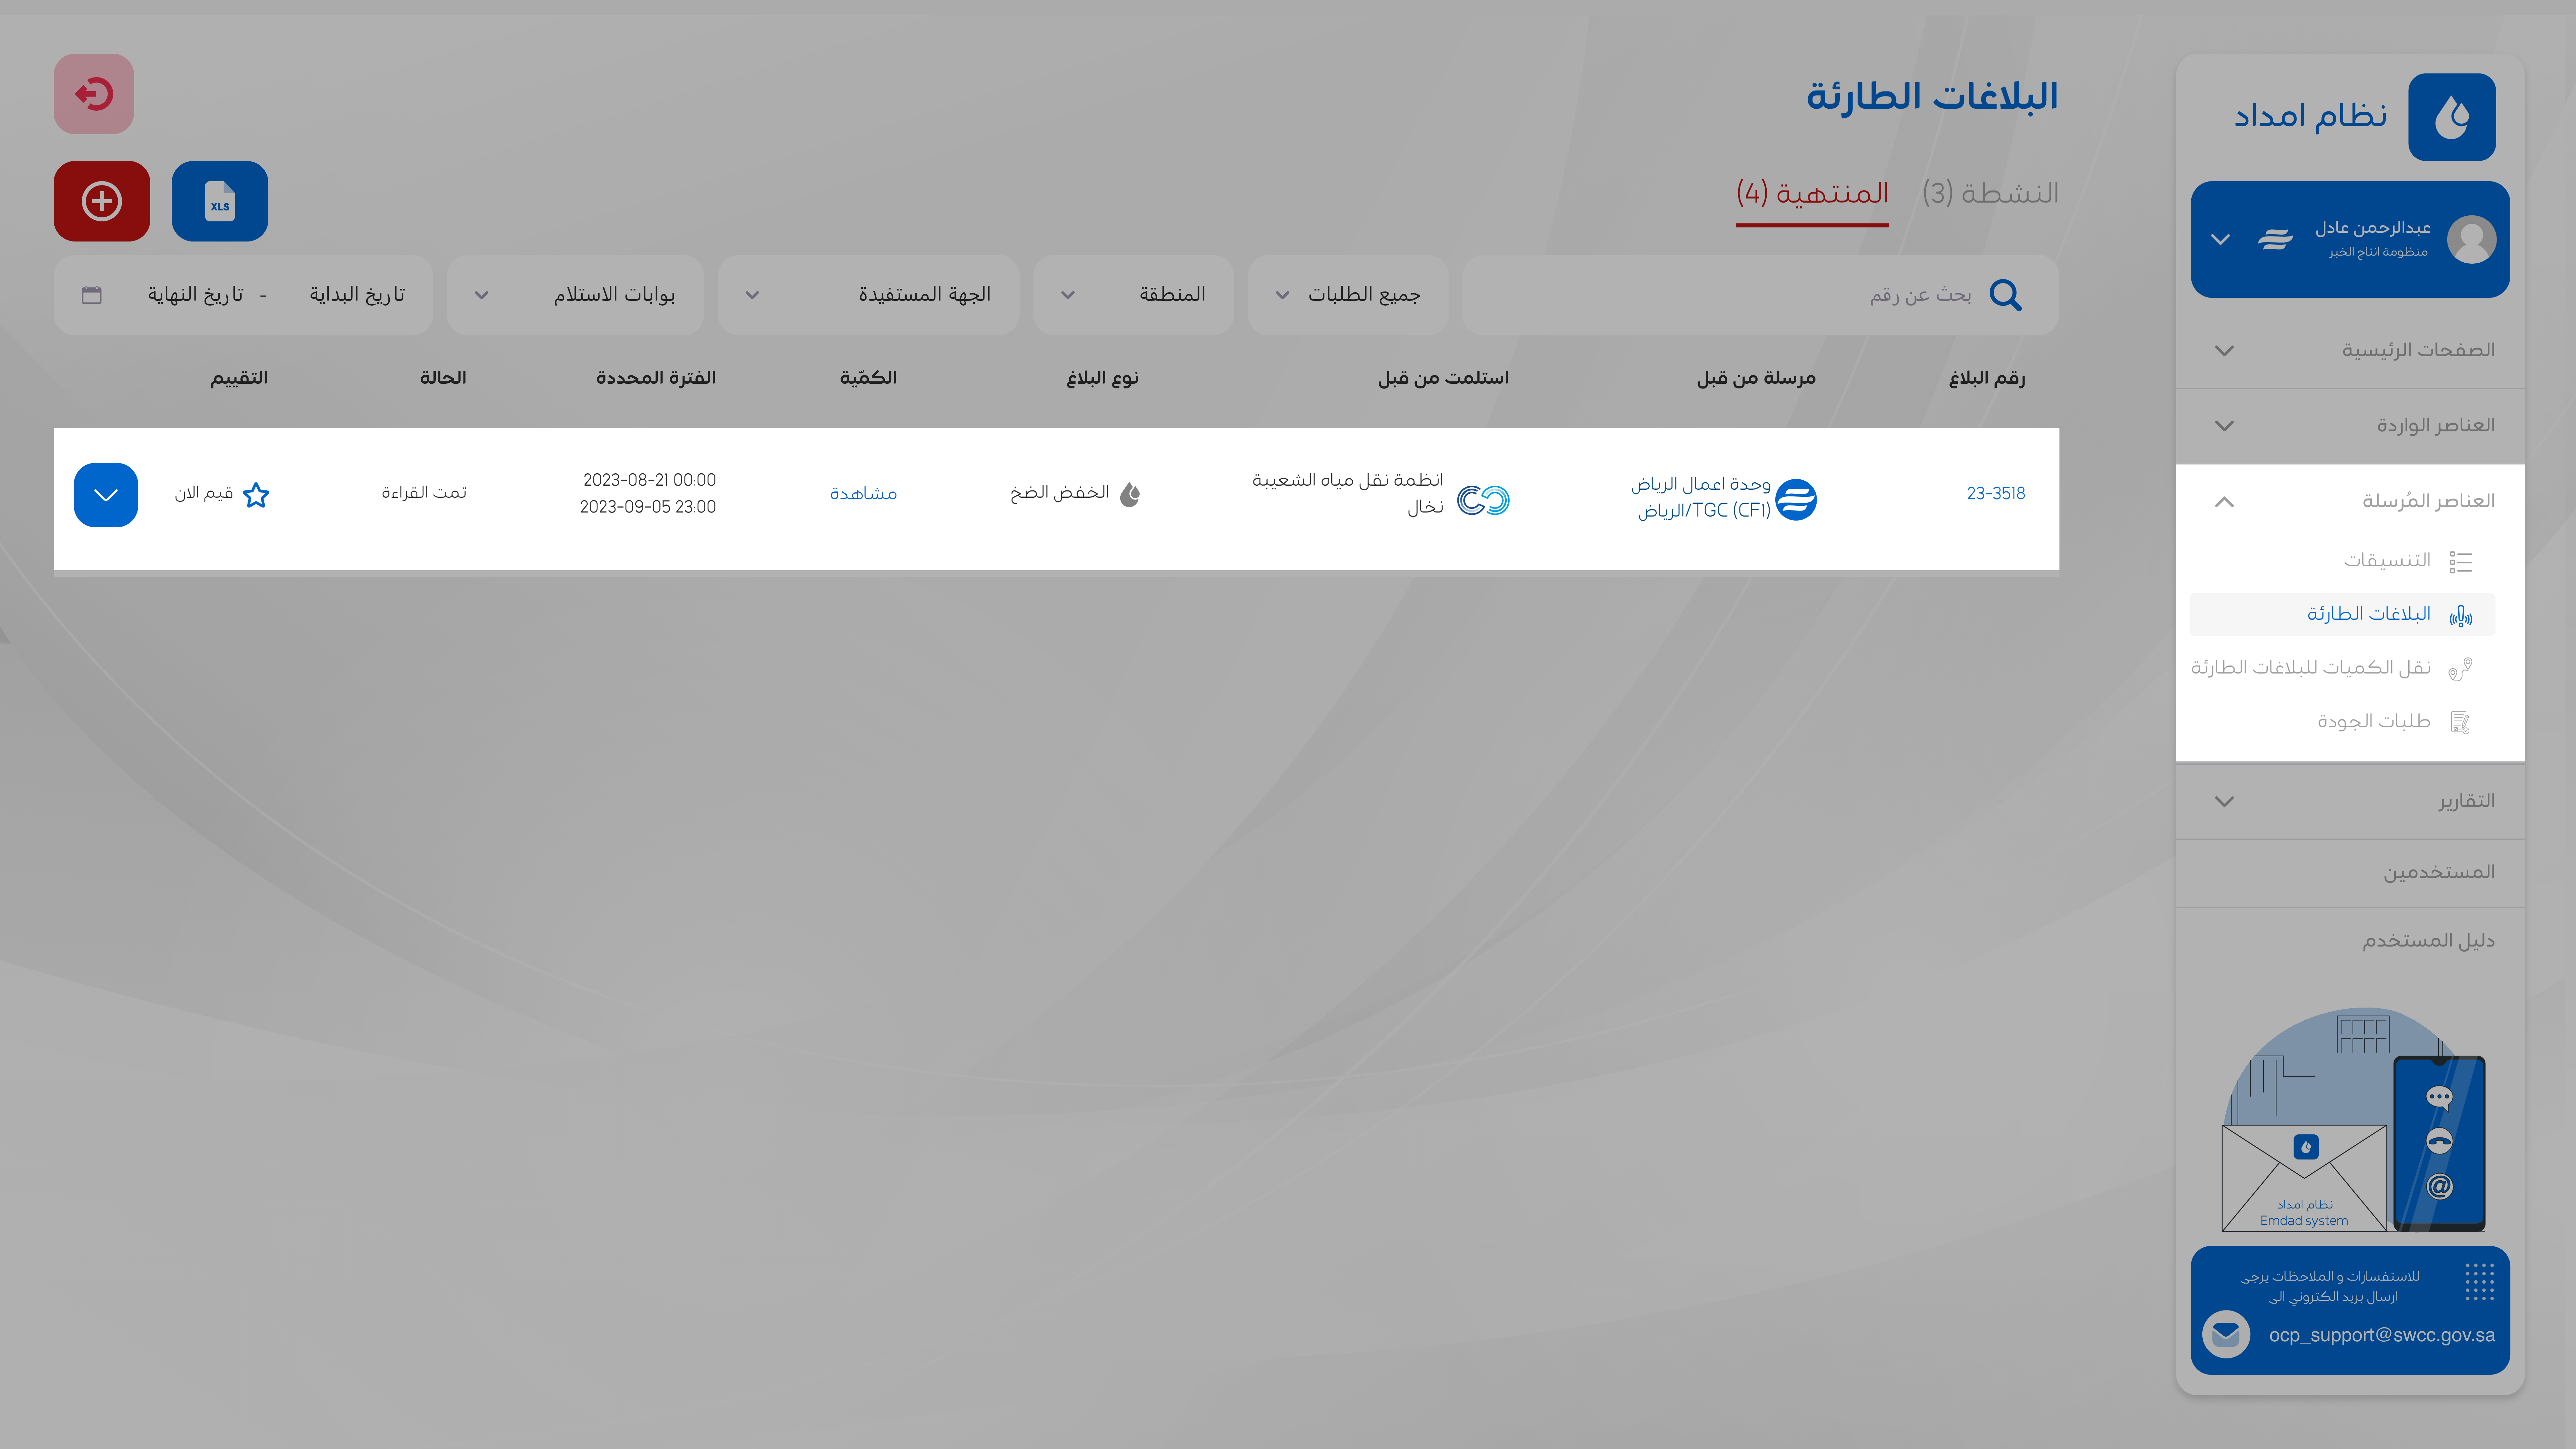 نظام امداد
عبدالرحمن عادل
منظومة انتاج الخبر
الصفحات الرئيسية
العناصر الواردة
العناصر المُرسلة
التنسيقات
البلاغات الطارئة
نقل الكميات للبلاغات الطارئة
طلبات الجودة
التقارير
المستخدمين
دليل المستخدم
نظام امداد
Emdad system
للاستفسارات و الملاحظات يرجى
ارسال بريد الكتروني الى
ocp_support@swcc.gov.sa
البلاغات الطارئة
النشطة (3) المنتهية (4)
XLS
بحث عن رقم جميع الطلبات المنطقة الجهة المستفيدة بوابات الاستلام تاريخ البداية - تاريخ النهاية
رقم البلاغ مرسلة من قبل استلمت من قبل نوع البلاغ الكمّية الفترة المحددة الحالة التقييم
23-3518
وحدة اعمال الرياض
الرياض/TGC (CF1)
انظمة نقل مياه الشعيبة
نخال
الخفض الضخ
مشاهدة
2023-08-21 00:00
2023-09-05 23:00
تمت القراءة
قيم الان